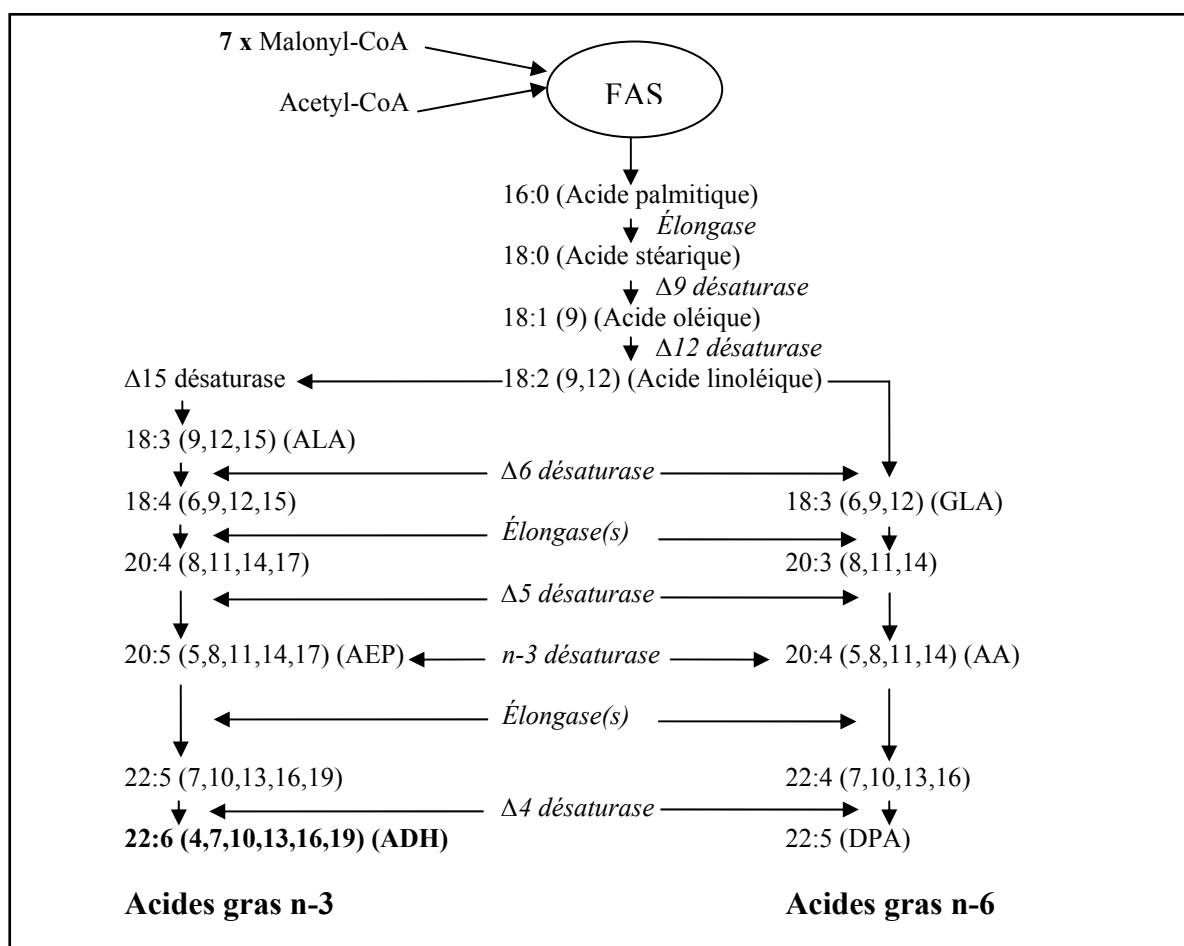 7 x Malonyl-CoA
Acetyl-CoA
FAS
16:0 (Acide palmitique)
Élongase
18:0 (Acide stéarique)
Δ9 désaturase
18:1 (9) (Acide oléique)
Δ12 désaturase
Δ15 désaturase
18:2 (9,12) (Acide linoléique)
18:3 (9,12,15) (ALA)
Δ6 désaturase
18:4 (6,9,12,15)
18:3 (6,9,12) (GLA)
Élongase(s)
20:4 (8,11,14,17)
20:3 (8,11,14)
Δ5 désaturase
20:5 (5,8,11,14,17) (AEP)
n-3 désaturase
20:4 (5,8,11,14) (AA)
Élongase(s)
22:5 (7,10,13,16,19)
22:4 (7,10,13,16)
Δ4 désaturase
22:6 (4,7,10,13,16,19) (ADH)
22:5 (DPA)
Acides gras n-3
Acides gras n-6